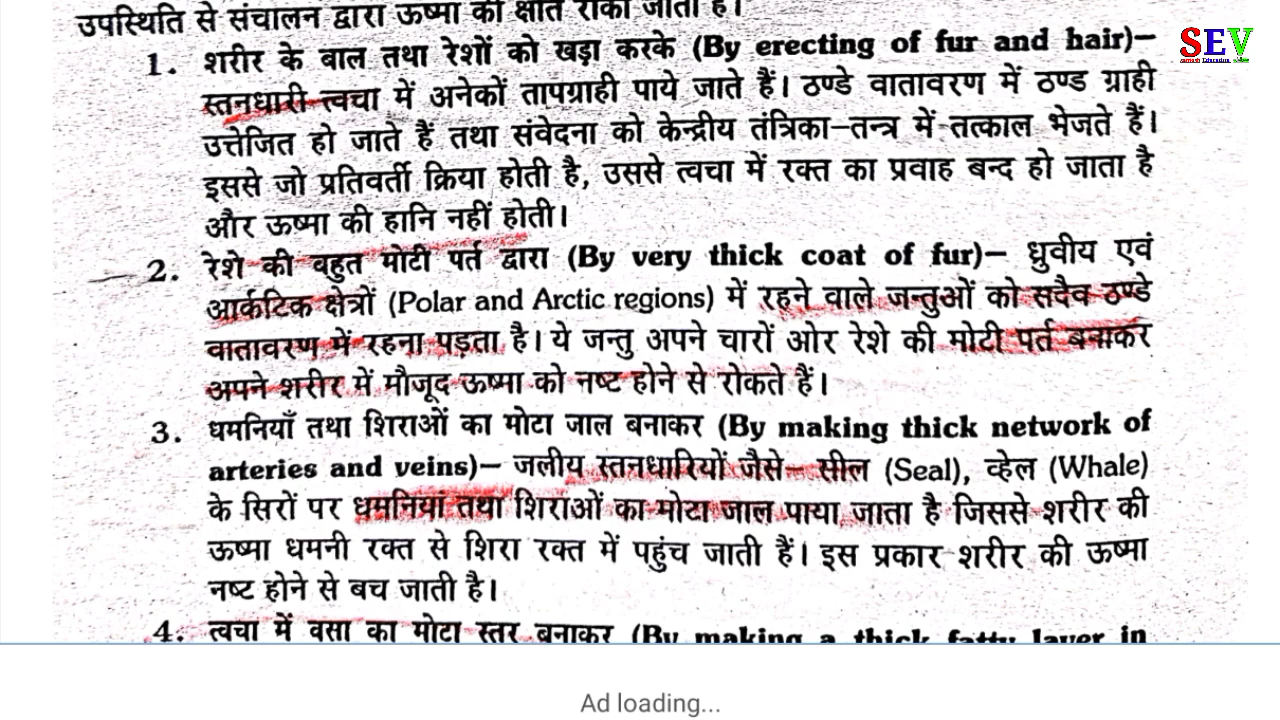 उपस्थिति से संचालन द्वारा ऊष्मा की क्षति रोकी जाती है।
1. शरीर के बाल तथा रेशों को खड़ा करके (By erecting of fur and hair)–
स्तनधारी त्वचा में अनेकों तापग्राही पाये जाते हैं। ठण्डे वातावरण में ठण्ड ग्राही
उत्तेजित हो जाते हैं तथा संवेदना को केन्द्रीय तंत्रिका–तन्त्र में तत्काल भेजते हैं।
इससे जो प्रतिवर्ती क्रिया होती है, उससे त्वचा में रक्त का प्रवाह बन्द हो जाता है
और ऊष्मा की हानि नहीं होती।
2. रेशे की बहुत मोटी पर्त द्वारा (By very thick coat of fur)– ध्रुवीय एवं
आर्कटिक क्षेत्रों (Polar and Arctic regions) में रहने वाले जन्तुओं को सदैव ठण्डे
वातावरण में रहना पड़ता है। ये जन्तु अपने चारों ओर रेशे की मोटी पर्त बनाकर
अपने शरीर में मौजूद ऊष्मा को नष्ट होने से रोकते हैं।
3. धमनियाँ तथा शिराओं का मोटा जाल बनाकर (By making thick network of
arteries and veins)– जलीय स्तनधारियों जैसे– सील (Seal), व्हेल (Whale)
के सिरों पर धमनियां तथा शिराओं का मोटा जाल पाया जाता है जिससे शरीर की
ऊष्मा धमनी रक्त से शिरा रक्त में पहुंच जाती हैं। इस प्रकार शरीर की ऊष्मा
नष्ट होने से बच जाती है।
4. त्वचा में वसा का मोटा स्तर बनाकर (By making a thick fatty layer in
SEV
Ad loading...